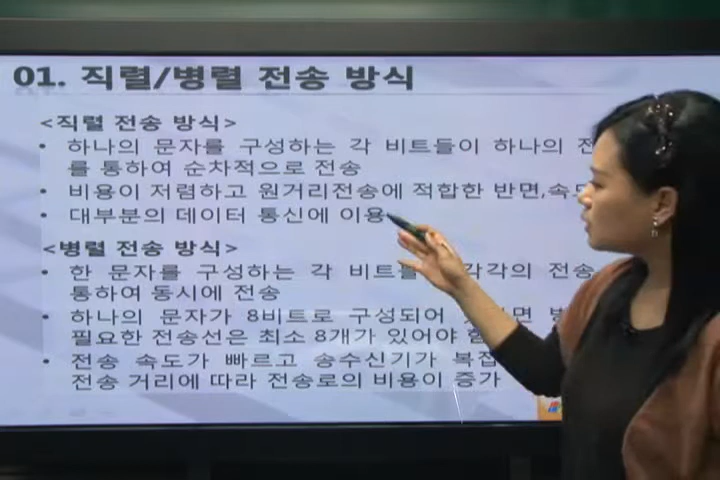 01. 직렬/병렬 전송 방식
<직렬 전송 방식>
• 하나의 문자를 구성하는 각 비트들이 하나의
를 통하여 순차적으로 전송
• 비용이 저렴하고 원거리전송에 적합한 반면,
• 대부분의 데이터 통신에 이용
<병렬 전송 방식>
• 한 문자를 구성하는 각 각각의 전송
통하여 동시에 전송
• 하나의 문자가 8비트로 구성되어
필요한 전송선은 최소 8개가 있어야
• 전송 속도가 빠르고 송수신기가
전송 거리에 따라 전송로의 비용이 증가